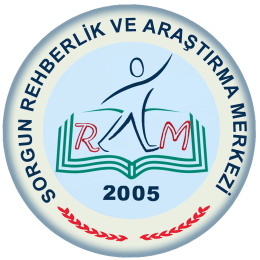 SORGUN REHBERLİK VE ARAŞTIRMA MERKEZİ
RAM
2005